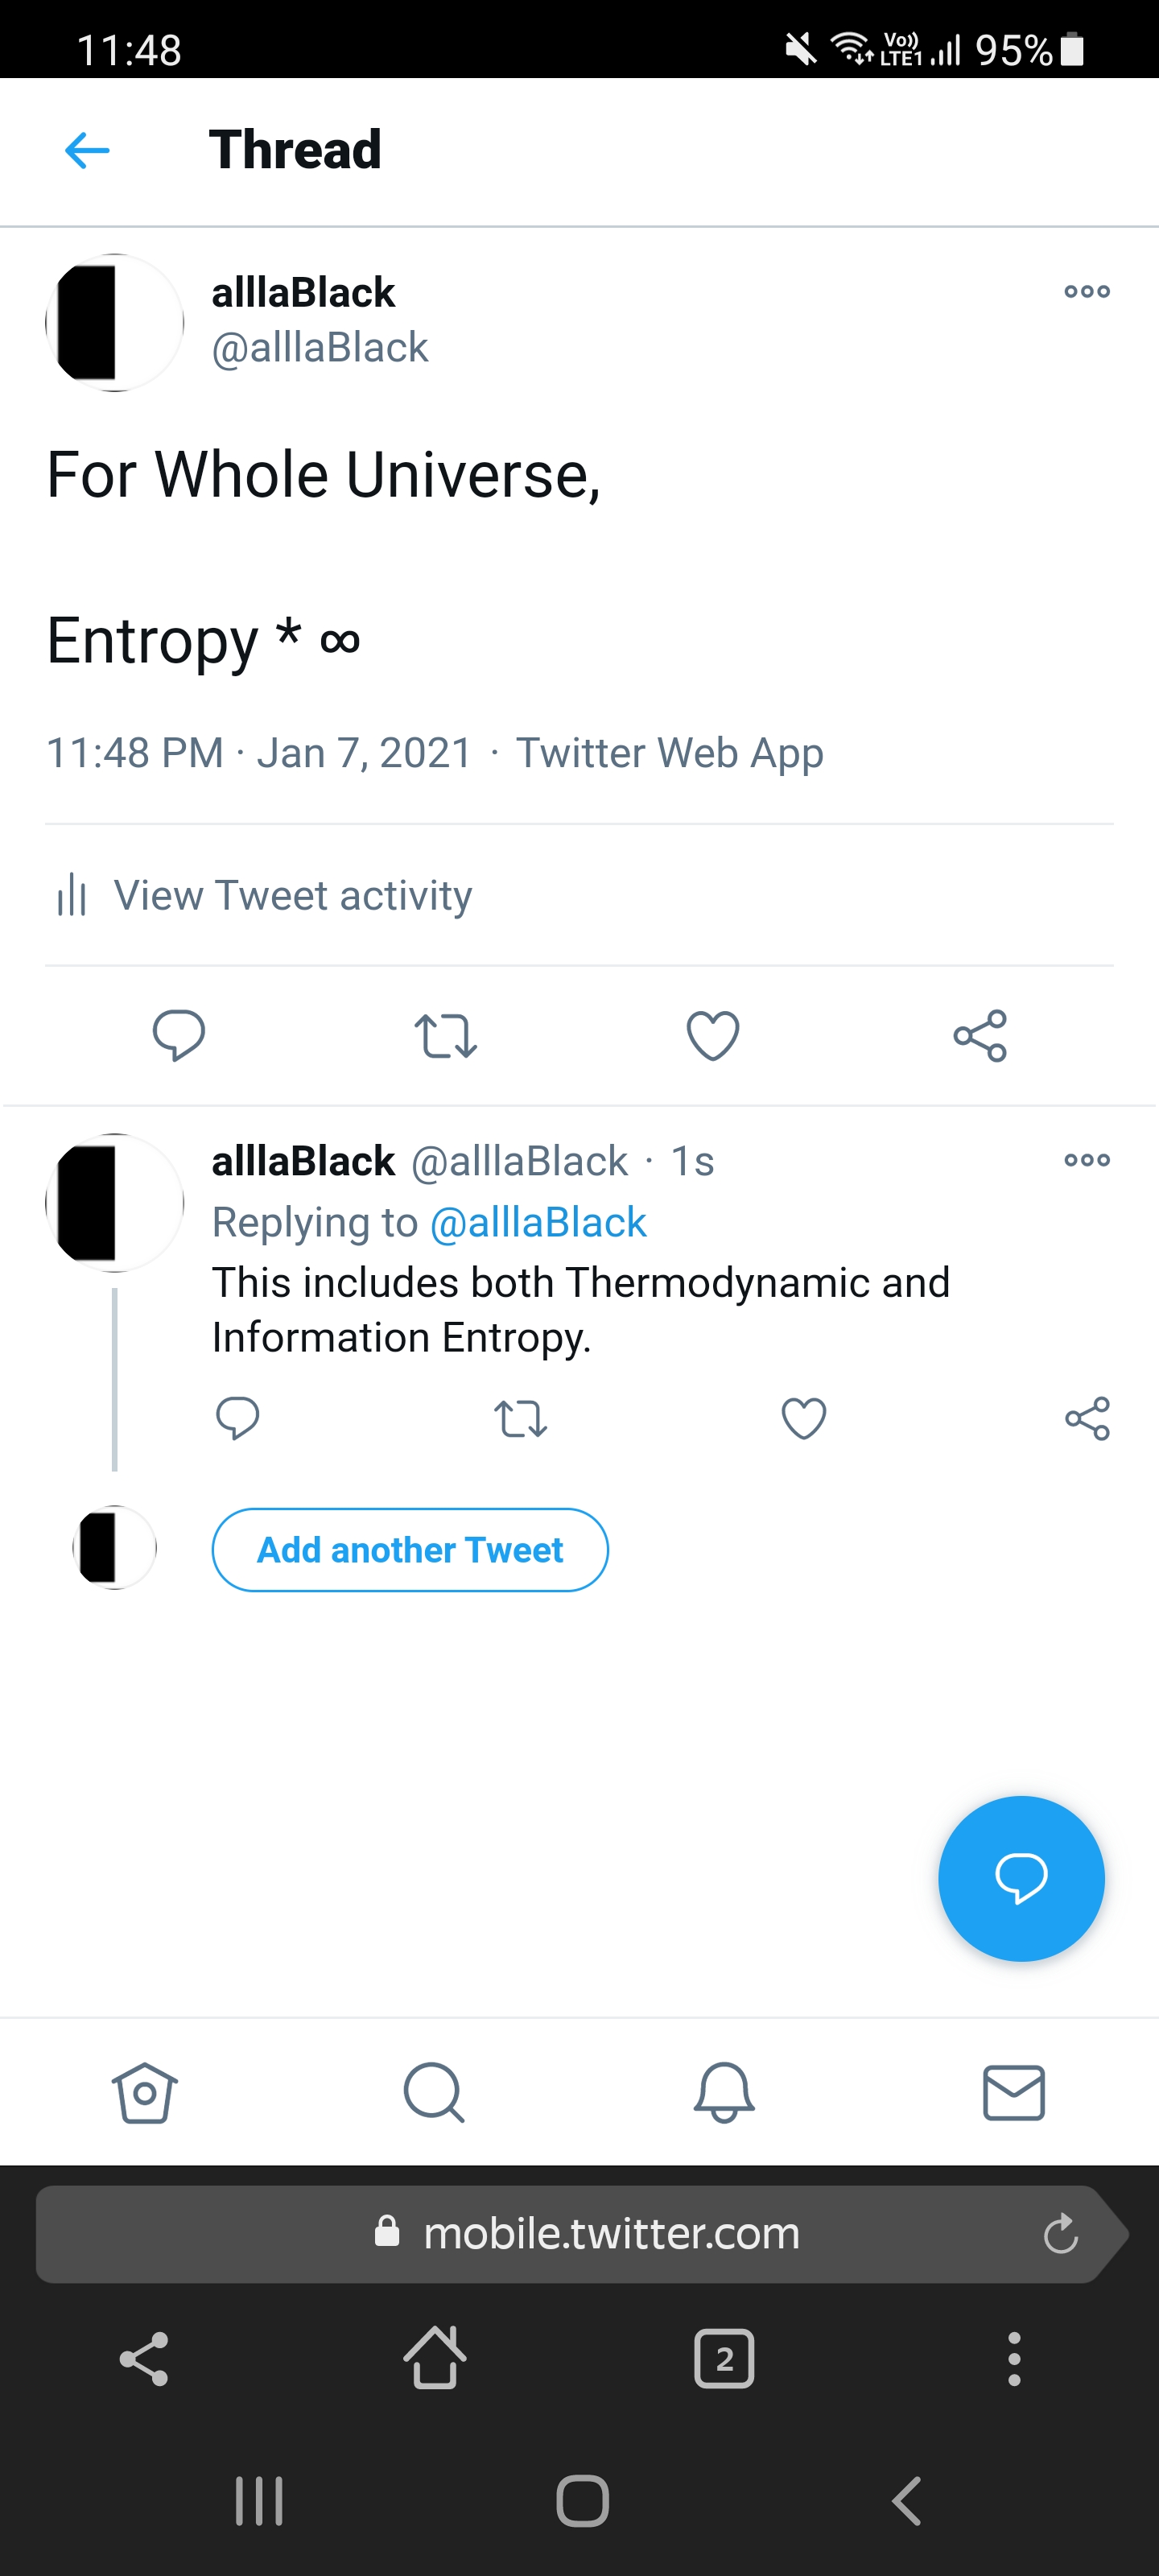 11:48
Vo)) LTE1 95%
Thread
alllaBlack
@alllaBlack
For Whole Universe,
Entropy * ∞
11:48 PM · Jan 7, 2021 · Twitter Web App
View Tweet activity
alllaBlack @alllaBlack · 1s
Replying to @alllaBlack
This includes both Thermodynamic and
Information Entropy.
Add another Tweet
mobile.twitter.com
2